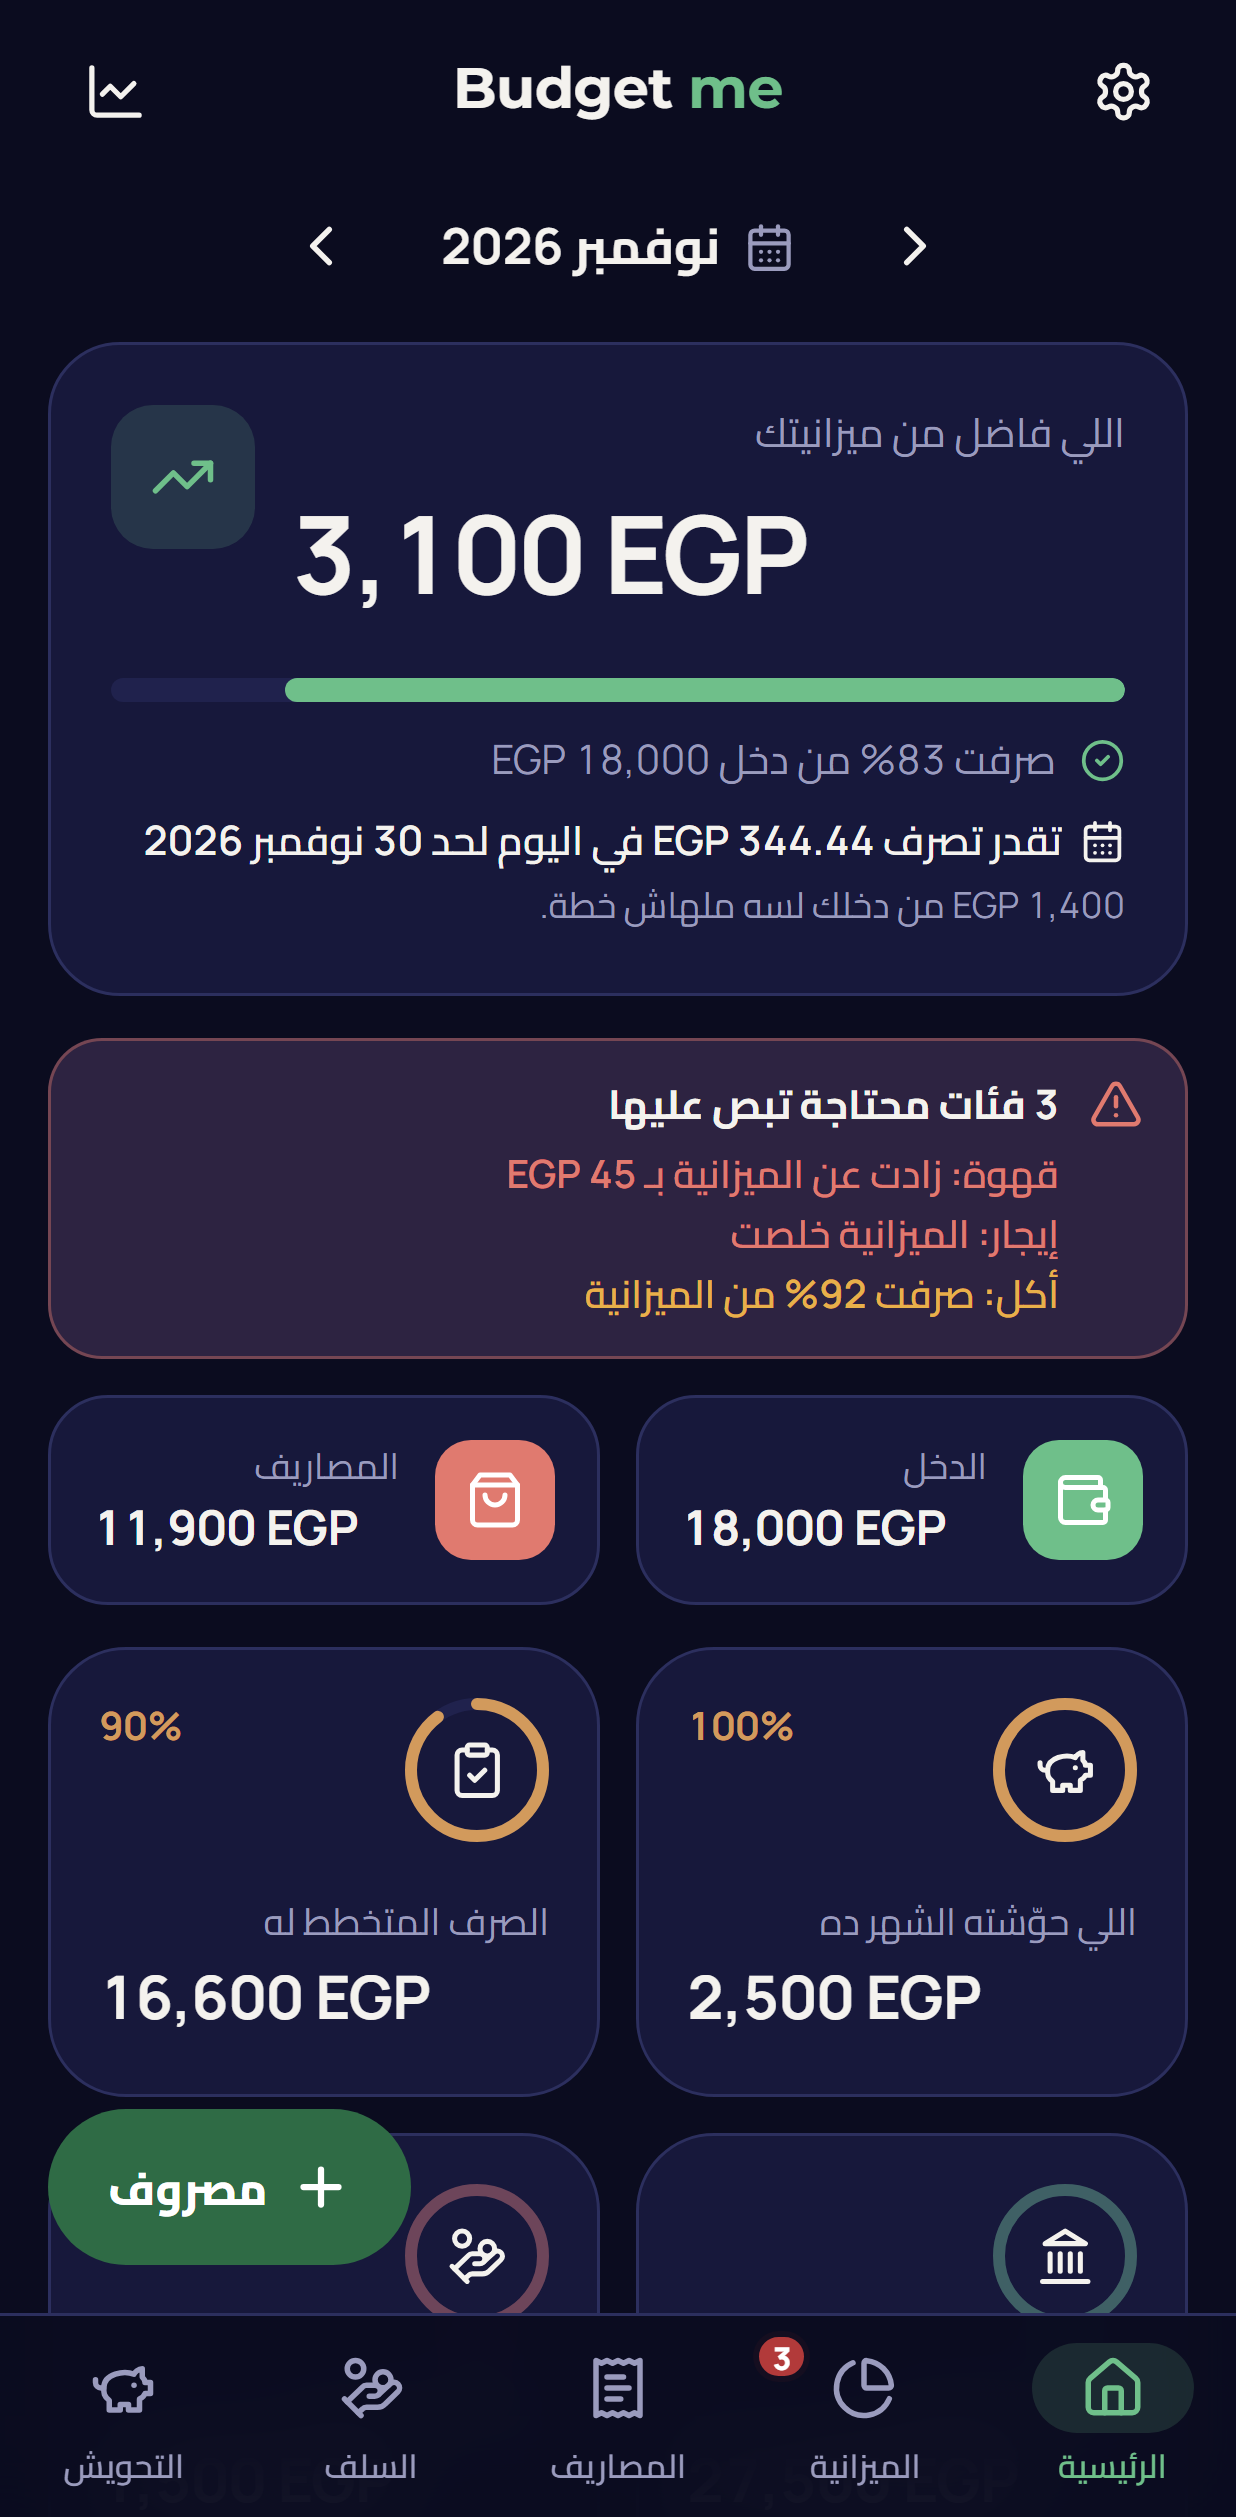 Budget me
نوفمبر 2026
اللي فاضل من ميزانيتك
3,100 EGP
صرفت 83% من دخل 18,000 EGP
تقدر تصرف 344.44 EGP في اليوم لحد 30 نوفمبر 2026
1,400 EGP من دخلك لسه ملهاش خطة.
3 فئات محتاجة تبص عليها
قهوة: زادت عن الميزانية بـ 45 EGP
إيجار: الميزانية خلصت
أكل: صرفت 92% من الميزانية
الدخل
18,000 EGP
المصاريف
11,900 EGP
100%
اللي حوّشته الشهر ده
2,500 EGP
90%
الصرف المتخطط له
16,600 EGP
مصروف
الرئيسية
3
الميزانية
المصاريف
السلف
التحويش